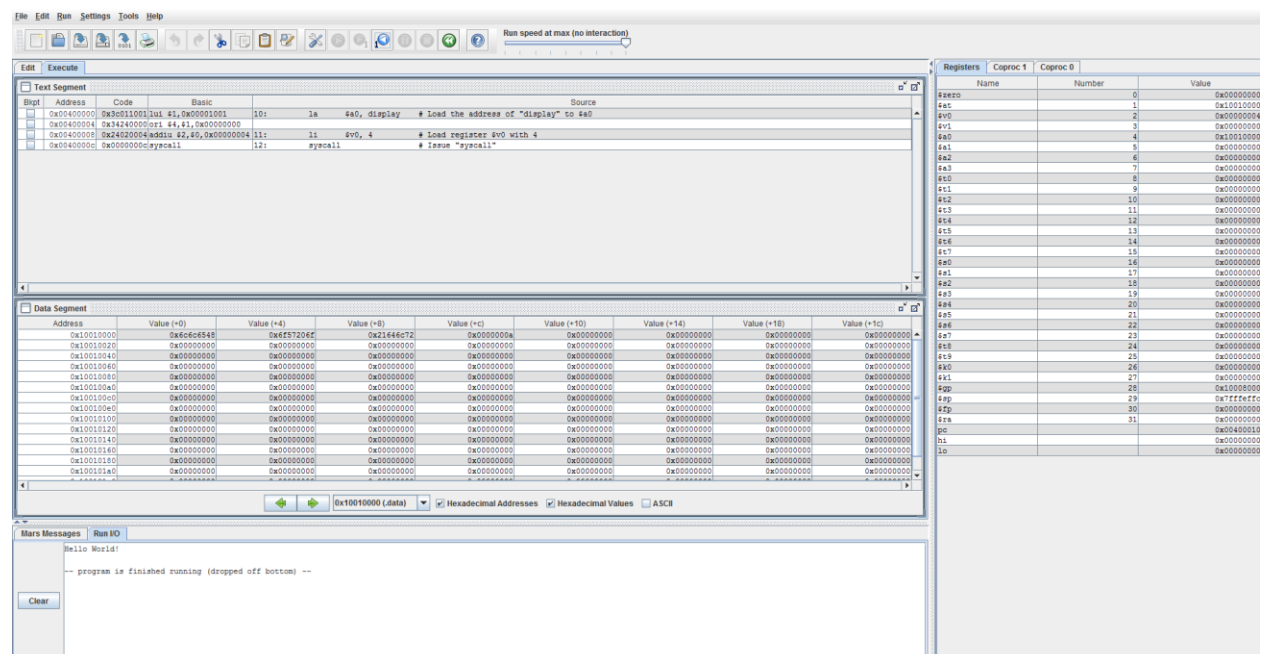 File Edit Run Settings Tools Help
Run speed at max (no interaction)
Edit Execute
Text Segment
Bkpt Address Code Basic Source
0x00400000 0x3c011001 lui $1,0x00001001 10: la $a0, display # Load the address of "display" to $a0
0x00400004 0x34240000 ori $4,$1,0x00000000
0x00400008 0x24020004 addiu $2,$0,0x00000004 11: li $v0, 4 # Load register $v0 with 4
0x0040000c 0x0000000c syscall 12: syscall # Issue "syscall"
Data Segment
Address Value (+0) Value (+4) Value (+8) Value (+c) Value (+10) Value (+14) Value (+18) Value (+1c)
0x10010000 0x6c6c6548 0x6f57206f 0x21646c72 0x0000000a 0x00000000 0x00000000 0x00000000 0x00000000
0x10010020 0x00000000 0x00000000 0x00000000 0x00000000 0x00000000 0x00000000 0x00000000 0x00000000
0x10010040 0x00000000 0x00000000 0x00000000 0x00000000 0x00000000 0x00000000 0x00000000 0x00000000
0x10010060 0x00000000 0x00000000 0x00000000 0x00000000 0x00000000 0x00000000 0x00000000 0x00000000
0x10010080 0x00000000 0x00000000 0x00000000 0x00000000 0x00000000 0x00000000 0x00000000 0x00000000
0x100100a0 0x00000000 0x00000000 0x00000000 0x00000000 0x00000000 0x00000000 0x00000000 0x00000000
0x100100c0 0x00000000 0x00000000 0x00000000 0x00000000 0x00000000 0x00000000 0x00000000 0x00000000
0x100100e0 0x00000000 0x00000000 0x00000000 0x00000000 0x00000000 0x00000000 0x00000000 0x00000000
0x10010100 0x00000000 0x00000000 0x00000000 0x00000000 0x00000000 0x00000000 0x00000000 0x00000000
0x10010120 0x00000000 0x00000000 0x00000000 0x00000000 0x00000000 0x00000000 0x00000000 0x00000000
0x10010140 0x00000000 0x00000000 0x00000000 0x00000000 0x00000000 0x00000000 0x00000000 0x00000000
0x10010160 0x00000000 0x00000000 0x00000000 0x00000000 0x00000000 0x00000000 0x00000000 0x00000000
0x10010180 0x00000000 0x00000000 0x00000000 0x00000000 0x00000000 0x00000000 0x00000000 0x00000000
0x100101a0 0x00000000 0x00000000 0x00000000 0x00000000 0x00000000 0x00000000 0x00000000 0x00000000
0x10010000 (.data) Hexadecimal Addresses Hexadecimal Values ASCII
Mars Messages Run I/O
Hello World!
-- program is finished running (dropped off bottom) --
Clear
Registers Coproc 1 Coproc 0
Name Number Value
$zero 0 0x00000000
$at 1 0x10010000
$v0 2 0x00000004
$v1 3 0x00000000
$a0 4 0x10010000
$a1 5 0x00000000
$a2 6 0x00000000
$a3 7 0x00000000
$t0 8 0x00000000
$t1 9 0x00000000
$t2 10 0x00000000
$t3 11 0x00000000
$t4 12 0x00000000
$t5 13 0x00000000
$t6 14 0x00000000
$t7 15 0x00000000
$s0 16 0x00000000
$s1 17 0x00000000
$s2 18 0x00000000
$s3 19 0x00000000
$s4 20 0x00000000
$s5 21 0x00000000
$s6 22 0x00000000
$s7 23 0x00000000
$t8 24 0x00000000
$t9 25 0x00000000
$k0 26 0x00000000
$k1 27 0x00000000
$gp 28 0x10008000
$sp 29 0x7fffeffc
$fp 30 0x00000000
$ra 31 0x00000000
pc 0x00400010
hi 0x00000000
lo 0x00000000